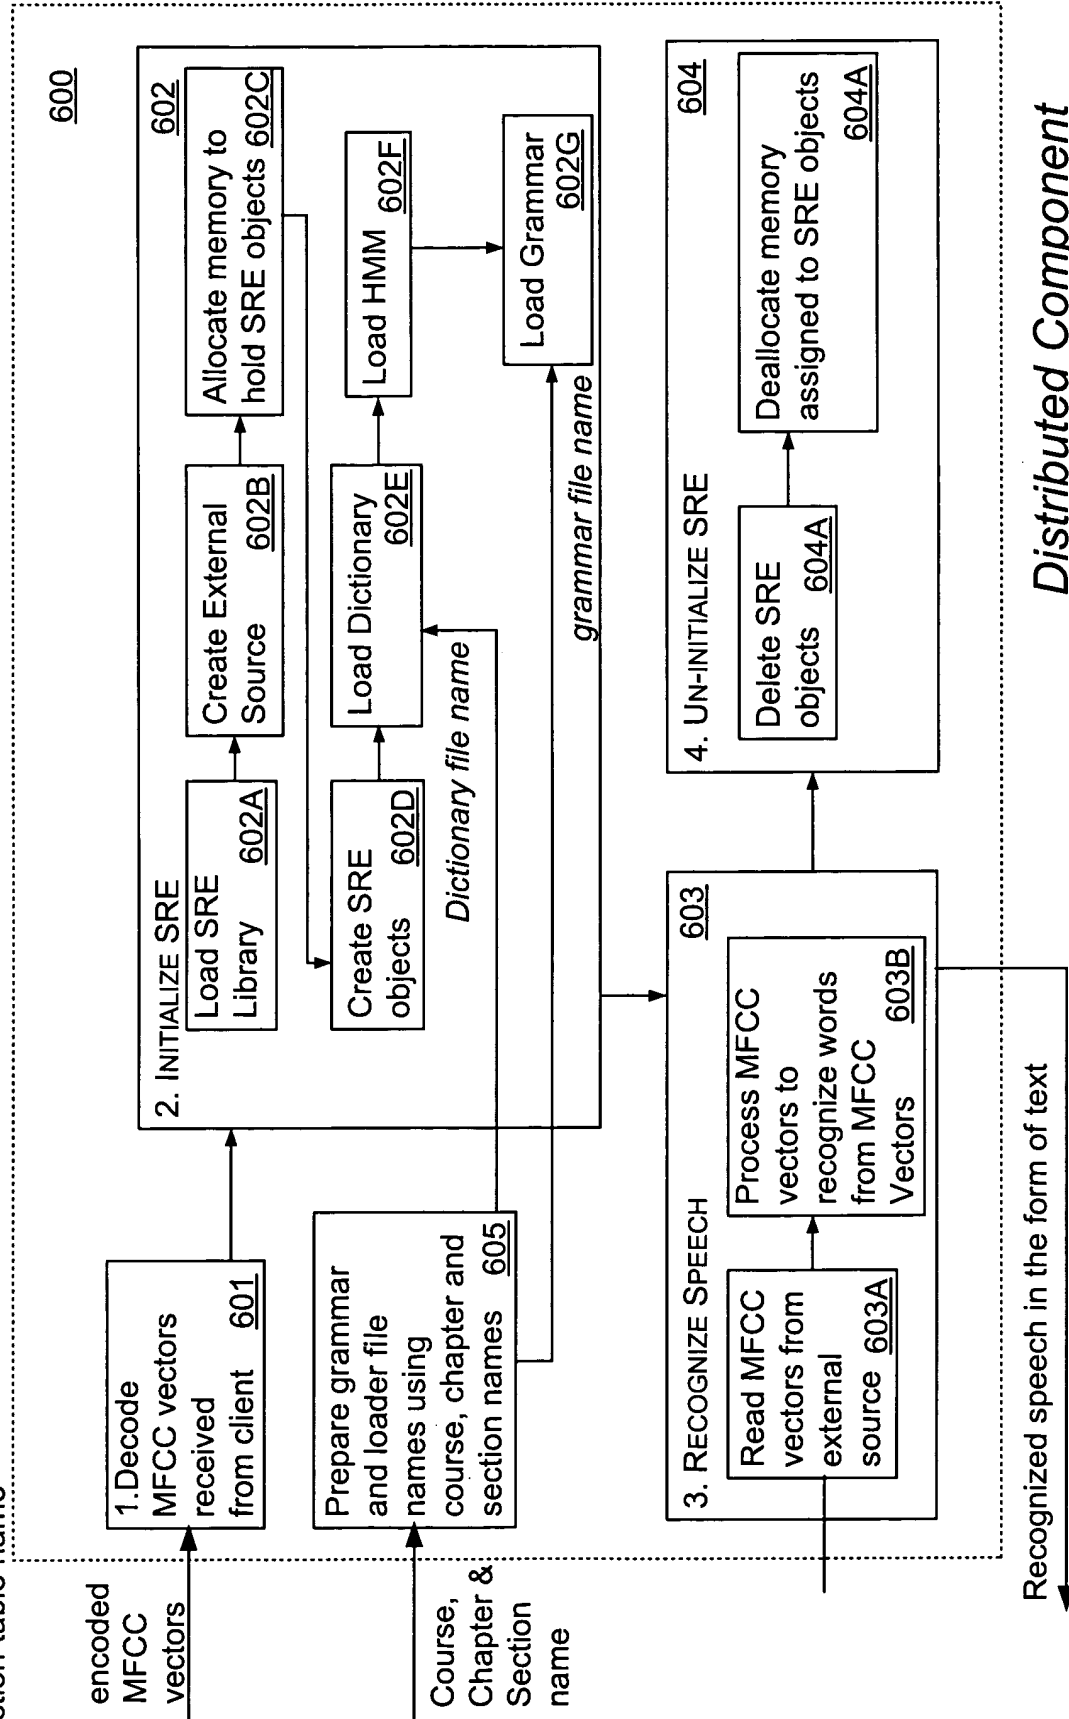 600
encoded
MFCC
vectors
1.Decode
MFCC vectors
received
from client 601
2. INITIALIZE SRE
602
Load SRE
Library 602A
Create External
Source 602B
Allocate memory to
hold SRE objects 602C
Create SRE
objects 602D
Load Dictionary
602E
Load HMM
602F
Load Grammar
602G
Dictionary file name
grammar file name
Course,
Chapter &
Section
name
Prepare grammar
and loader file
names using
course, chapter and
section names 605
3. RECOGNIZE SPEECH
603
Read MFCC
vectors from
external
source 603A
Process MFCC
vectors to
recognize words
from MFCC
Vectors 603B
4. UN-INITIALIZE SRE
604
Delete SRE
objects 604A
Deallocate memory
assigned to SRE objects
604A
Recognized speech in the form of text
Distributed Component